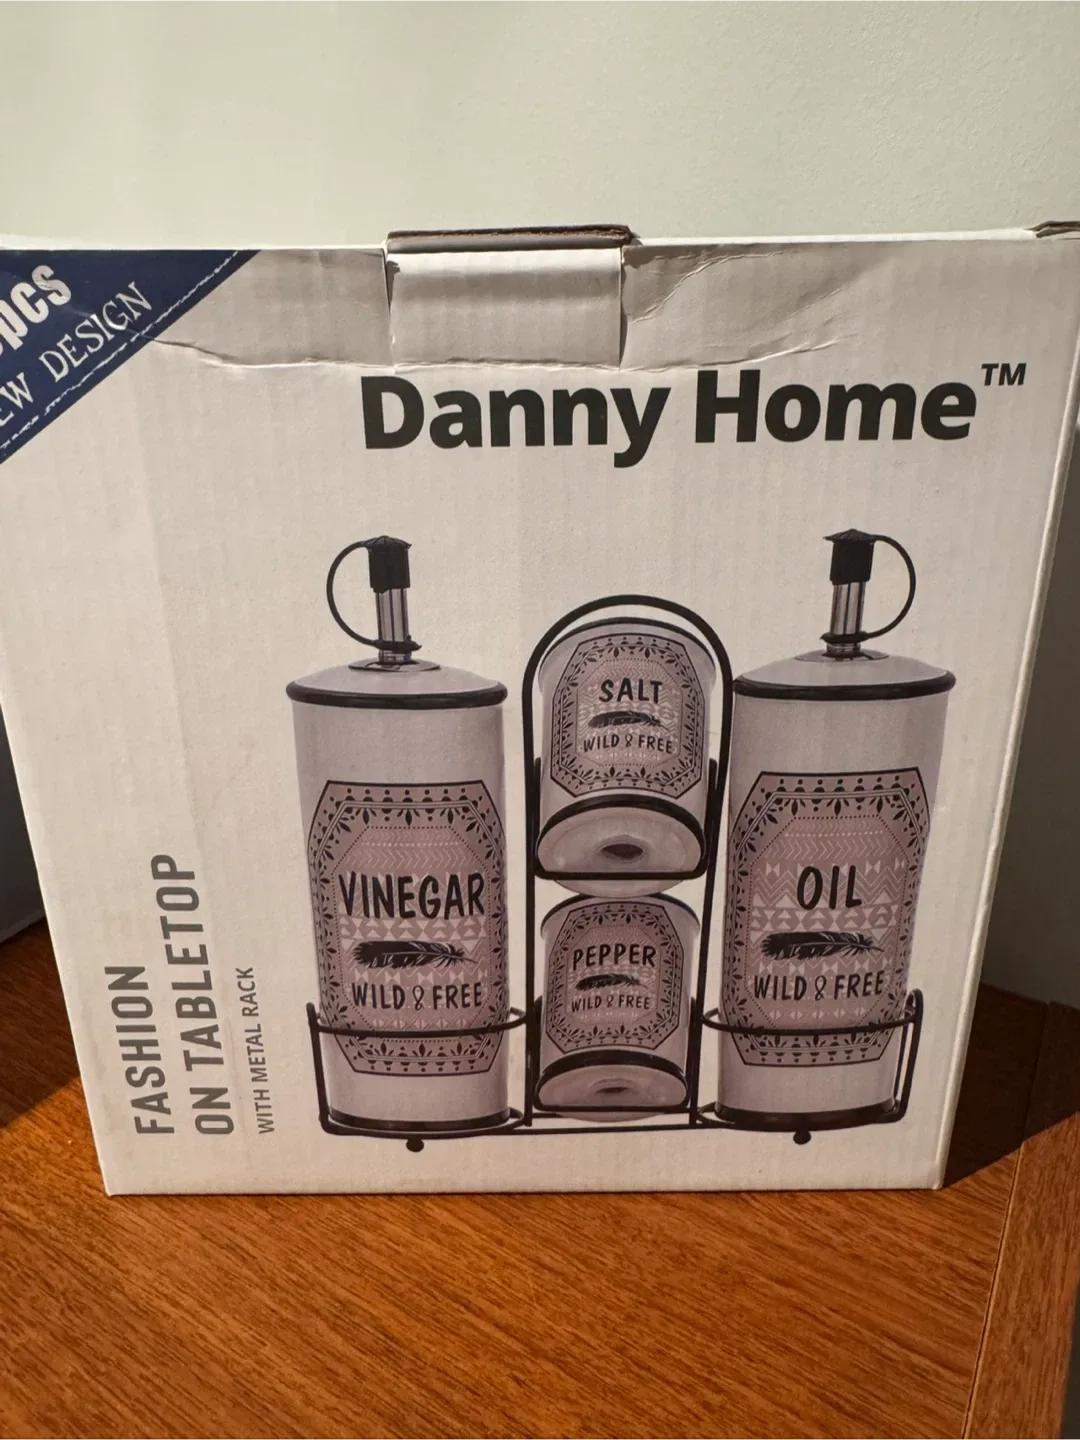 pcs
DESIGN
Danny Home™
SALT
WILD & FREE
VINEGAR
WILD & FREE
OIL
WILD & FREE
PEPPER
WILD & FREE
FASHION
ON TABLETOP
WITH METAL RACK